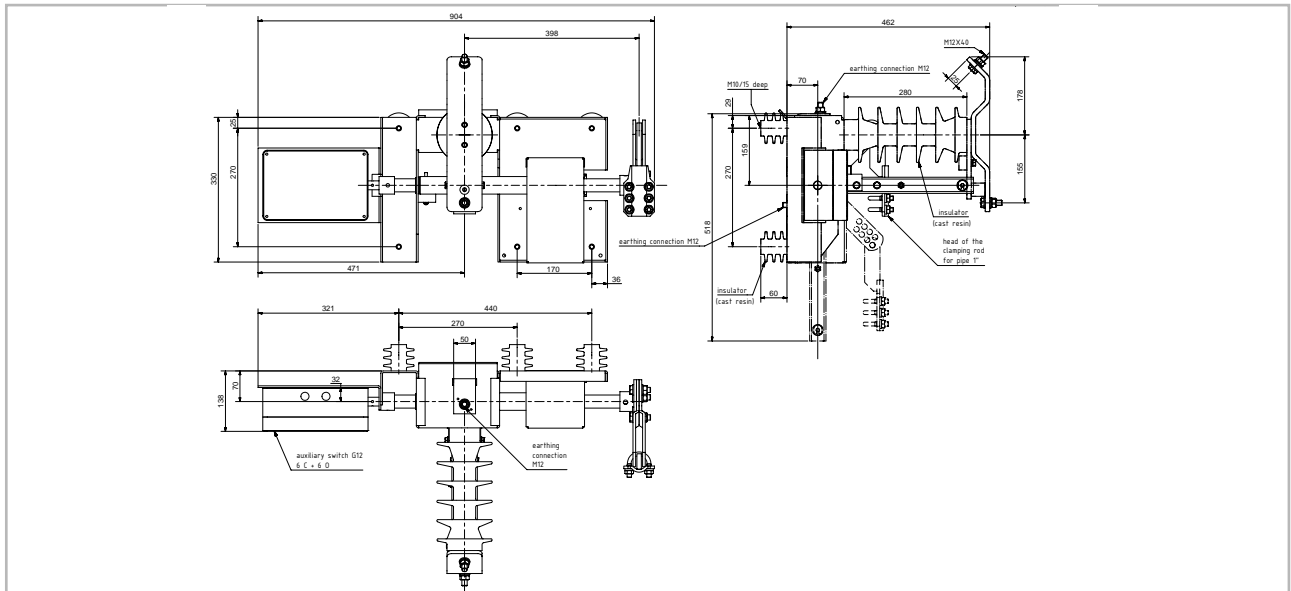 904
398
25
270
330
471
170
36
462
M12X40
70
earthing connection M12
M10/15 deep
29
25
280
178
159
270
155
518
insulator
(cast resin)
earthing connection M12
head of the
clamping rod
for pipe 1"
insulator
(cast resin)
60
321
440
270
50
32
70
138
auxiliary switch G12
6 C + 6 O
earthing
connection
M12